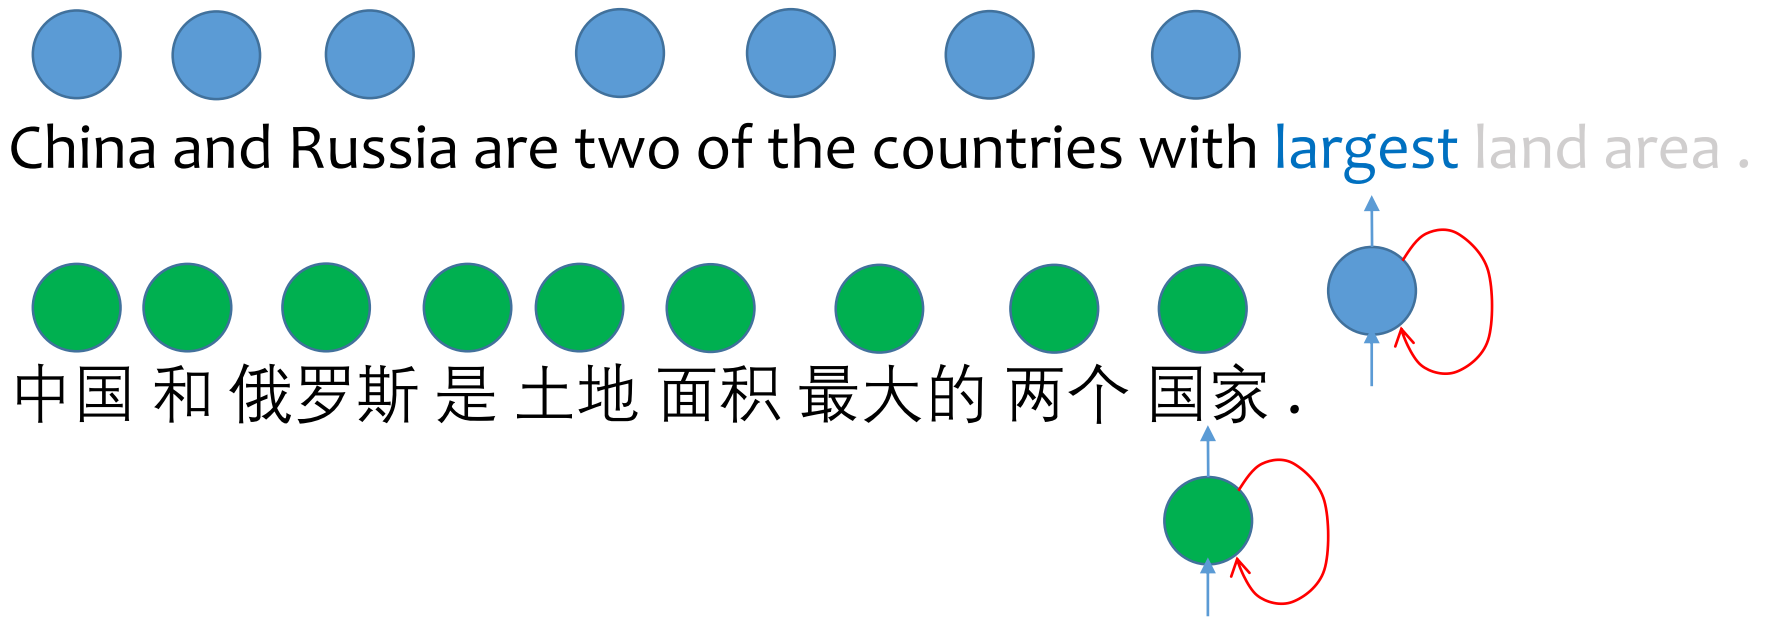 China and Russia are two of the countries with largest land area .
中国 和 俄罗斯 是 土地 面积 最大的 两个 国家 .